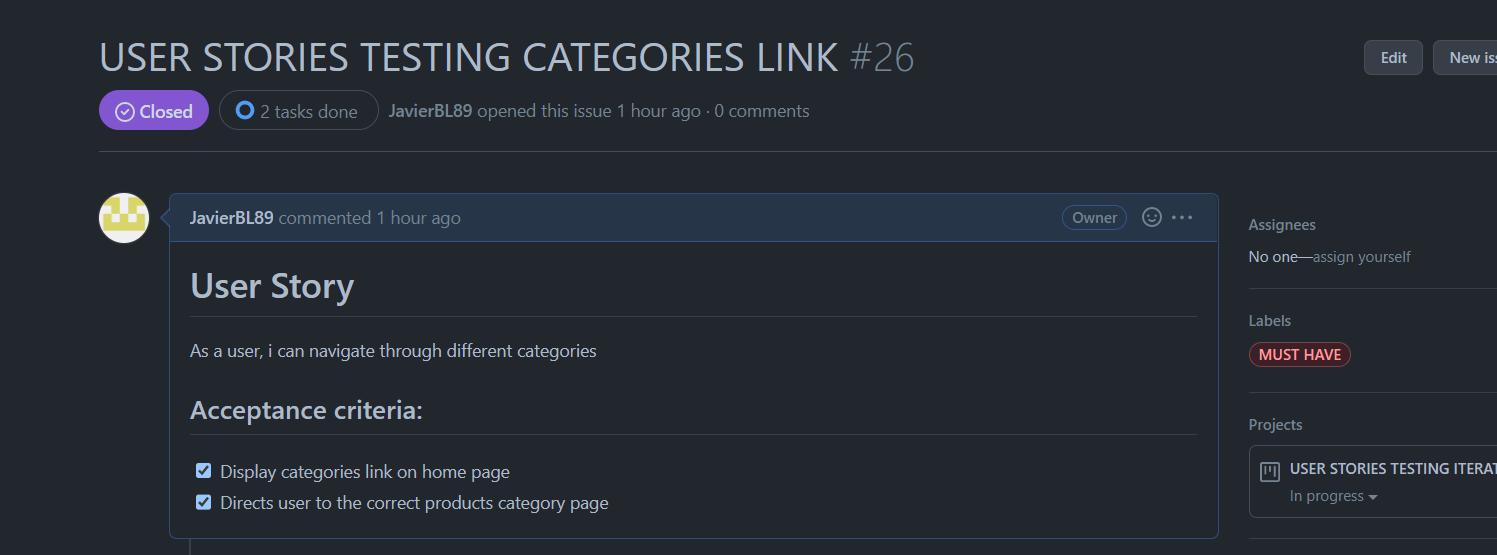 USER STORIES TESTING CATEGORIES LINK #26
Edit
New iss
Closed
2 tasks done
JavierBL89 opened this issue 1 hour ago · 0 comments
JavierBL89 commented 1 hour ago
Owner
User Story
As a user, i can navigate through different categories
Acceptance criteria:
Display categories link on home page
Directs user to the correct products category page
Assignees
No one—assign yourself
Labels
MUST HAVE
Projects
USER STORIES TESTING ITERAT
In progress